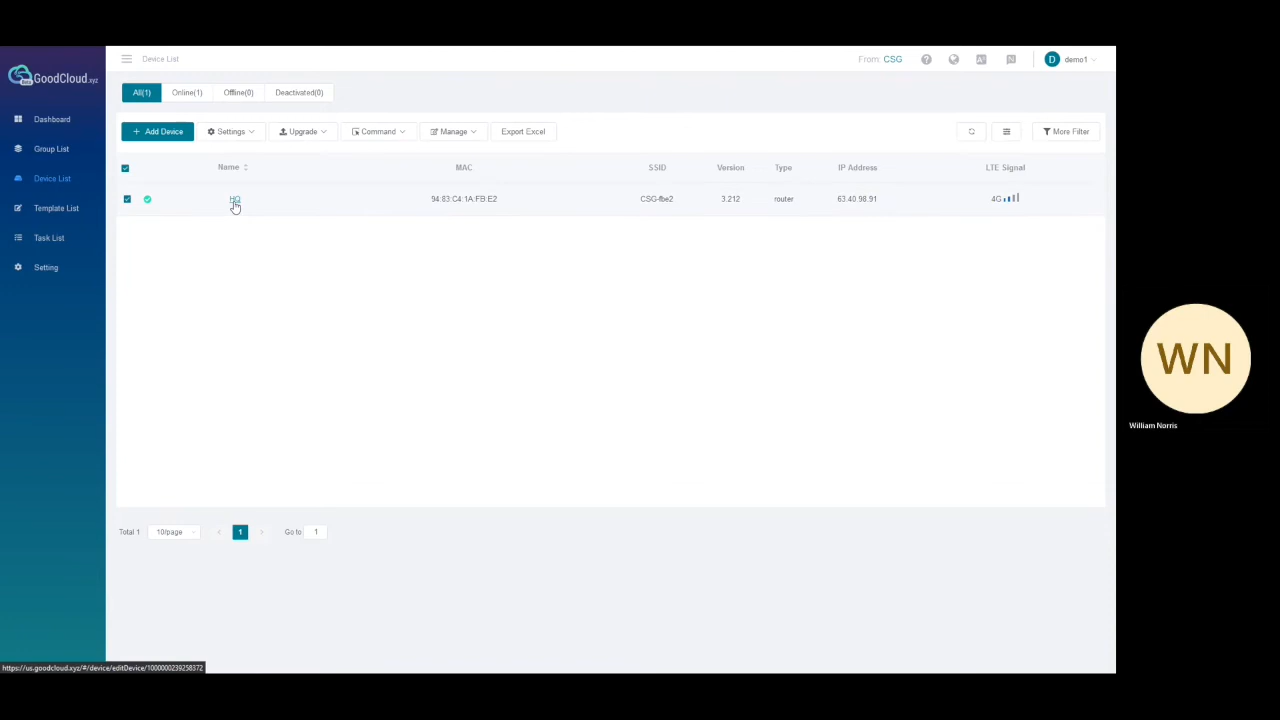 GoodCloud.xyz
Device List
From: CSG
demo1
All(1)
Online(1)
Offline(0)
Deactivated(0)
Dashboard
Group List
Device List
Template List
Task List
Setting
+ Add Device
Settings
Upgrade
Command
Manage
Export Excel
More Filter
Name
MAC
SSID
Version
Type
IP Address
LTE Signal
HQ
94:83:C4:1A:FB:E2
CSG-fbe2
3.212
router
63.40.98.91
4G
WN
William Norris
Total 1
10/page
<
1
>
Go to
1
https://us.goodcloud.xyz/#/device/editDevice/1000000239258372